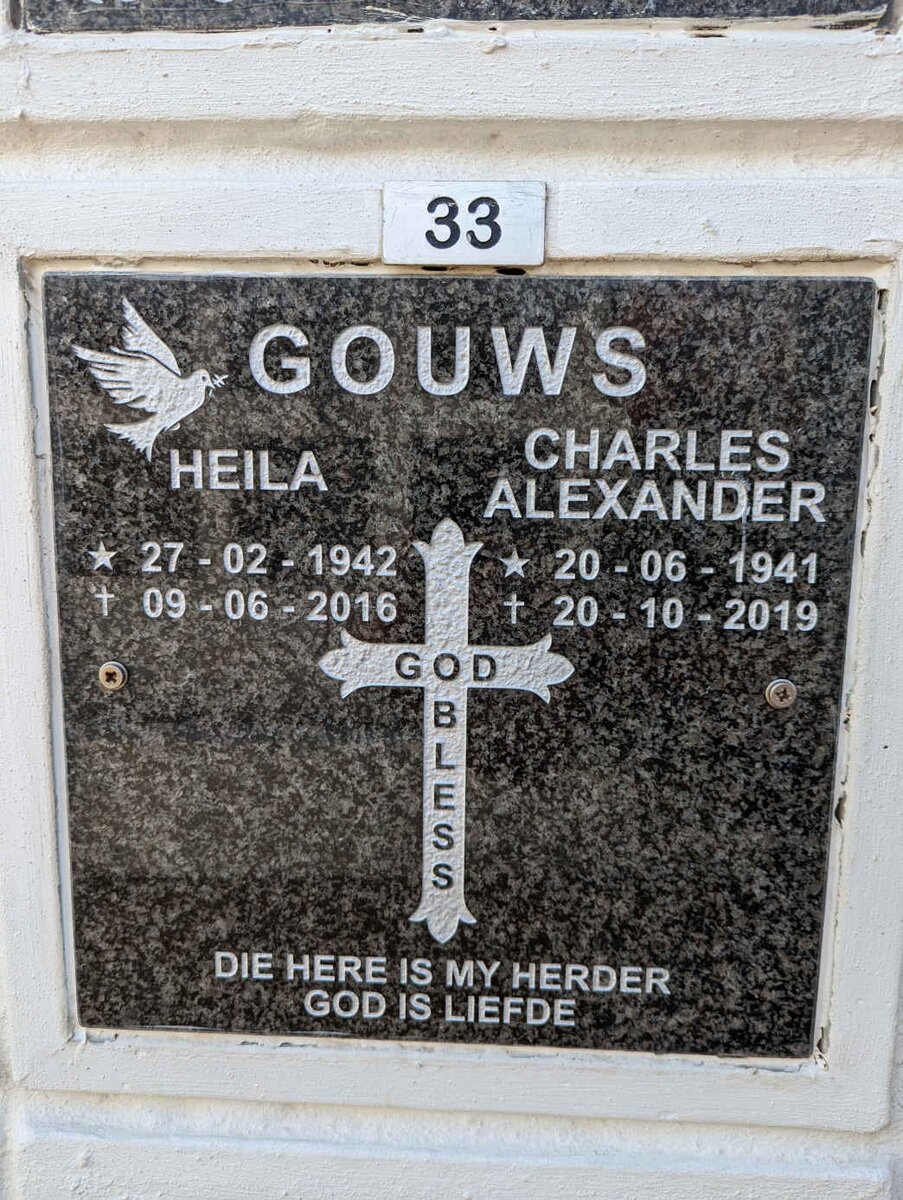 33
GOUWS
HEILA
27 - 02 - 1942
09 - 06 - 2016
CHARLES
ALEXANDER
20 - 06 - 1941
20 - 10 - 2019
GOD
BLESS
DIE HERE IS MY HERDER
GOD IS LIEFDE